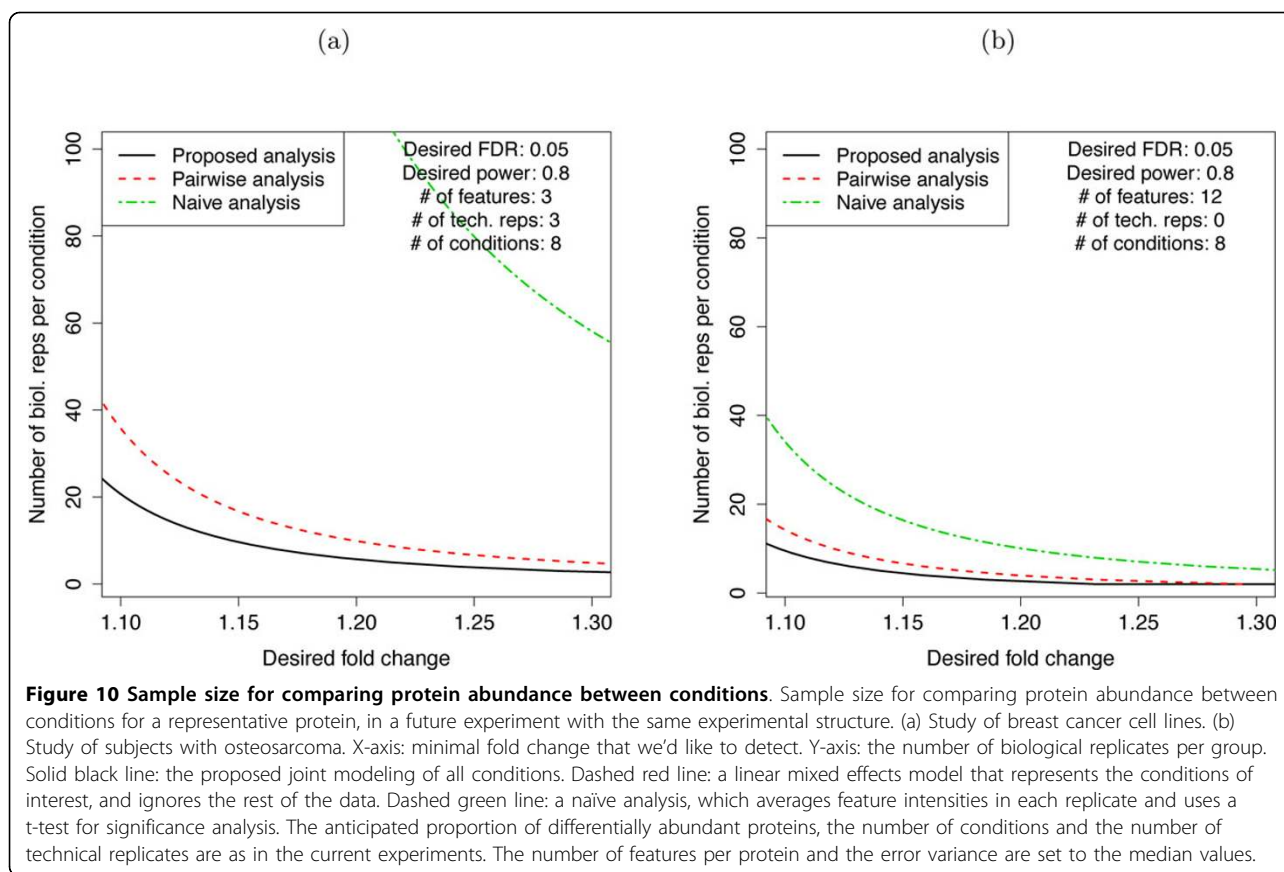 (a)
100
80
60
40
20
0
Number of biol. reps per condition
Proposed analysis
Pairwise analysis
Naive analysis
Desired FDR: 0.05
Desired power: 0.8
# of features: 3
# of tech. reps: 3
# of conditions: 8
1.10 1.15 1.20 1.25 1.30
Desired fold change
(b)
100
80
60
40
20
0
Number of biol. reps per condition
Proposed analysis
Pairwise analysis
Naive analysis
Desired FDR: 0.05
Desired power: 0.8
# of features: 12
# of tech. reps: 0
# of conditions: 8
1.10 1.15 1.20 1.25 1.30
Desired fold change
Figure 10 Sample size for comparing protein abundance between conditions. Sample size for comparing protein abundance between
conditions for a representative protein, in a future experiment with the same experimental structure. (a) Study of breast cancer cell lines. (b)
Study of subjects with osteosarcoma. X-axis: minimal fold change that we'd like to detect. Y-axis: the number of biological replicates per group.
Solid black line: the proposed joint modeling of all conditions. Dashed red line: a linear mixed effects model that represents the conditions of
interest, and ignores the rest of the data. Dashed green line: a naïve analysis, which averages feature intensities in each replicate and uses a
t-test for significance analysis. The anticipated proportion of differentially abundant proteins, the number of conditions and the number of
technical replicates are as in the current experiments. The number of features per protein and the error variance are set to the median values.